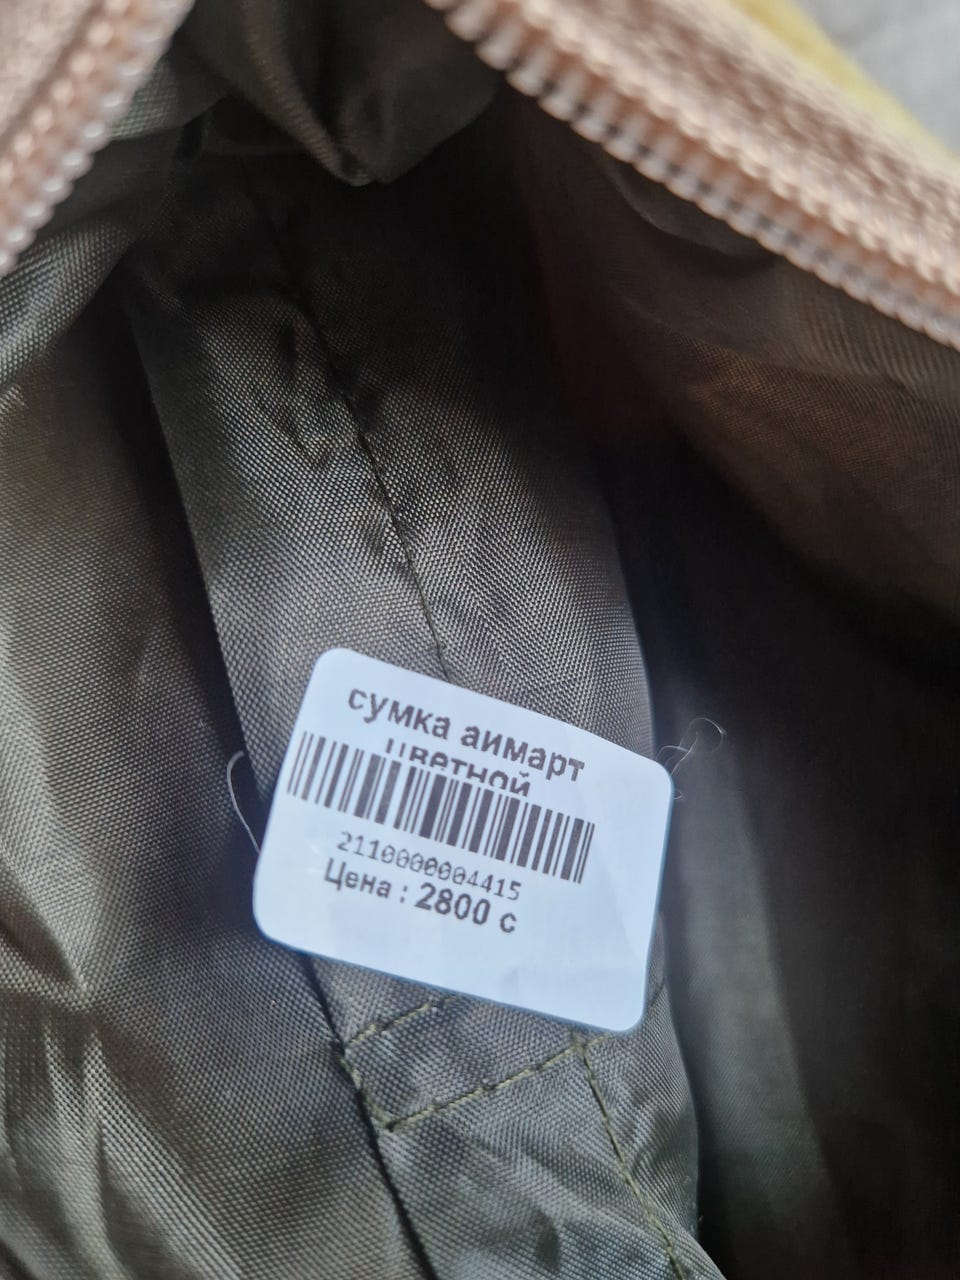 сумка аимарт
цветной
2110000004415
Цена : 2800 с